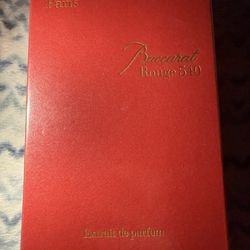 Paris
Baccarat
Rouge 540
Extrait de parfum